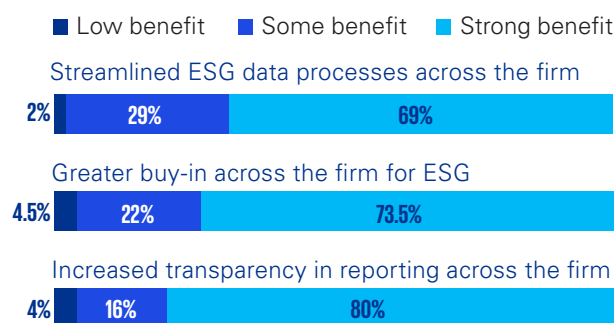 Low benefit Some benefit Strong benefit
Streamlined ESG data processes across the firm
2% 29% 69%
Greater buy-in across the firm for ESG
4.5% 22% 73.5%
Increased transparency in reporting across the firm
4% 16% 80%